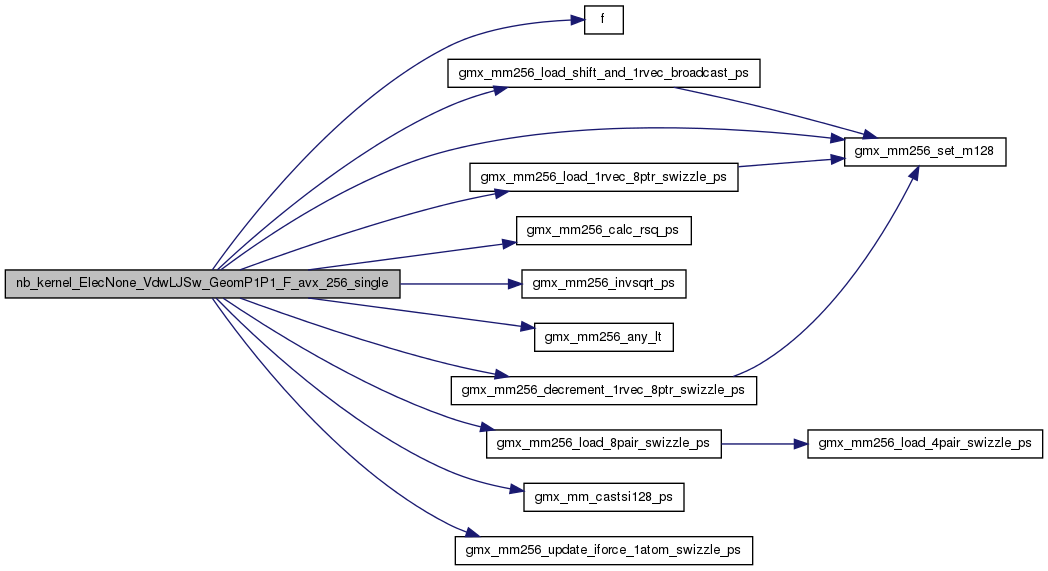 f
gmx_mm256_load_shift_and_1rvec_broadcast_ps
gmx_mm256_set_m128
gmx_mm256_load_1rvec_8ptr_swizzle_ps
gmx_mm256_calc_rsq_ps
nb_kernel_ElecNone_VdwLJSw_GeomP1P1_F_avx_256_single
gmx_mm256_invsqrt_ps
gmx_mm256_any_lt
gmx_mm256_decrement_1rvec_8ptr_swizzle_ps
gmx_mm256_load_8pair_swizzle_ps
gmx_mm256_load_4pair_swizzle_ps
gmx_mm_castsi128_ps
gmx_mm256_update_iforce_1atom_swizzle_ps